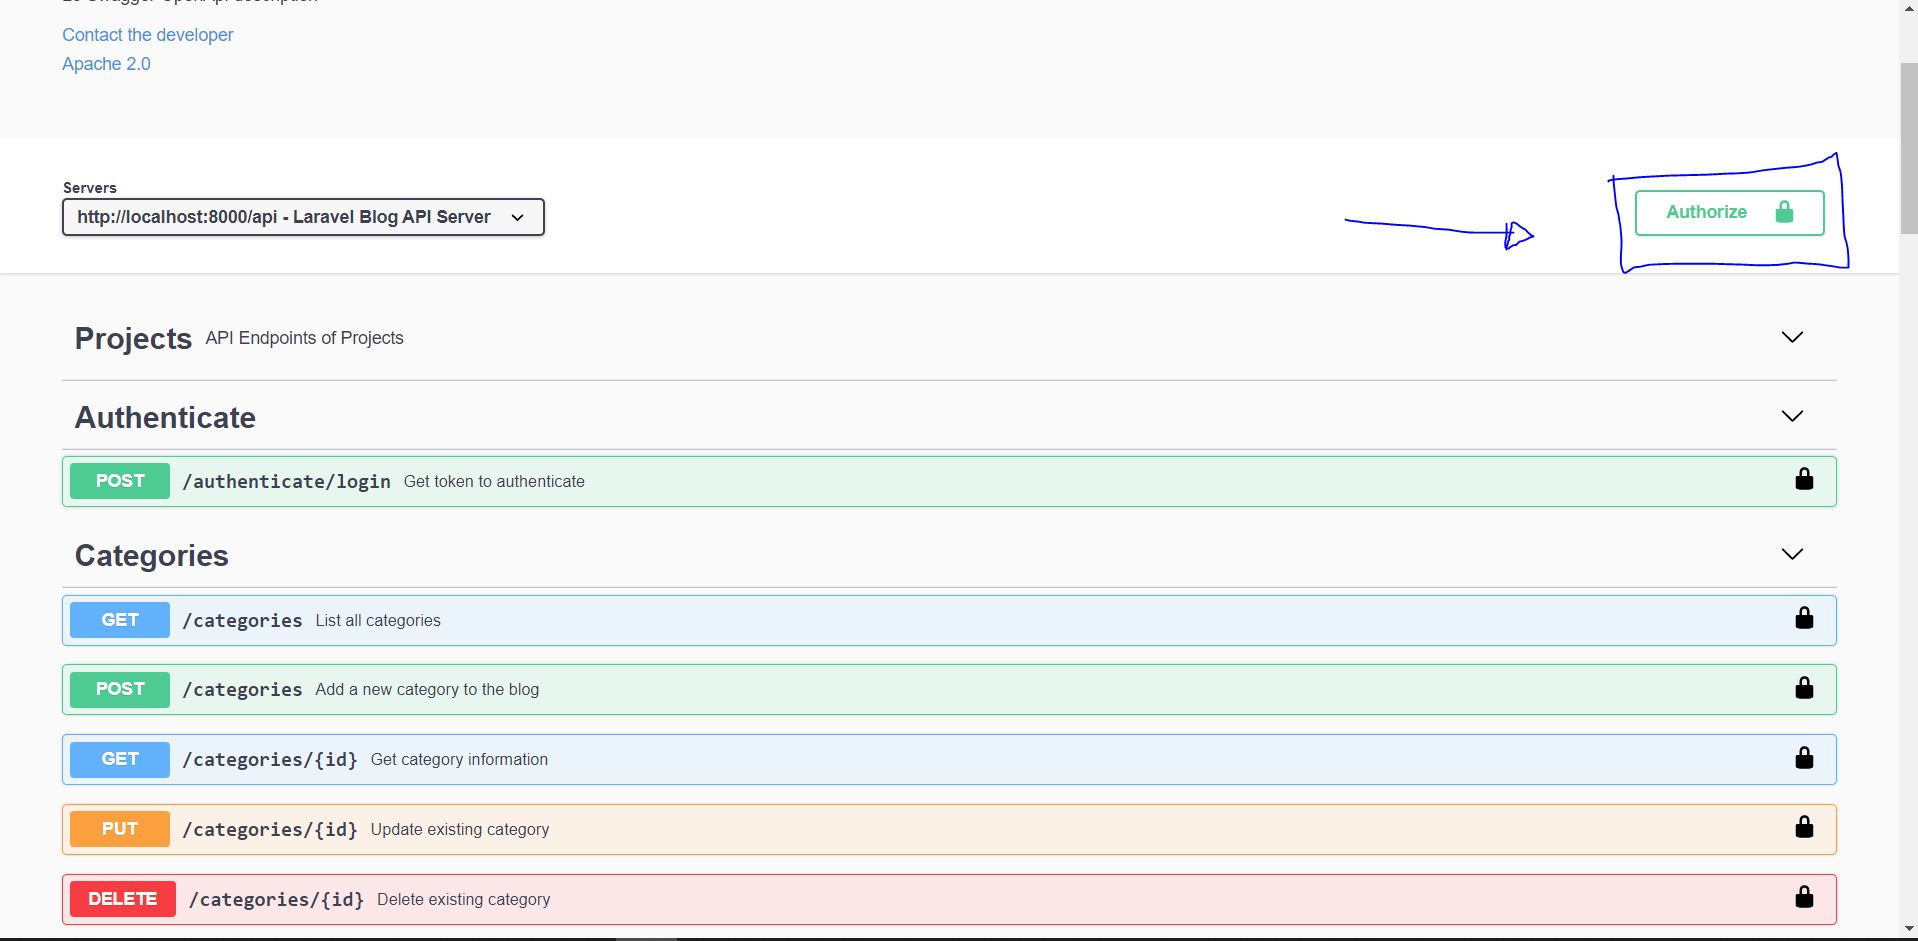 Contact the developer
Apache 2.0
Servers
http://localhost:8000/api - Laravel Blog API Server
Authorize
Projects API Endpoints of Projects
Authenticate
POST /authenticate/login Get token to authenticate
Categories
GET /categories List all categories
POST /categories Add a new category to the blog
GET /categories/{id} Get category information
PUT /categories/{id} Update existing category
DELETE /categories/{id} Delete existing category